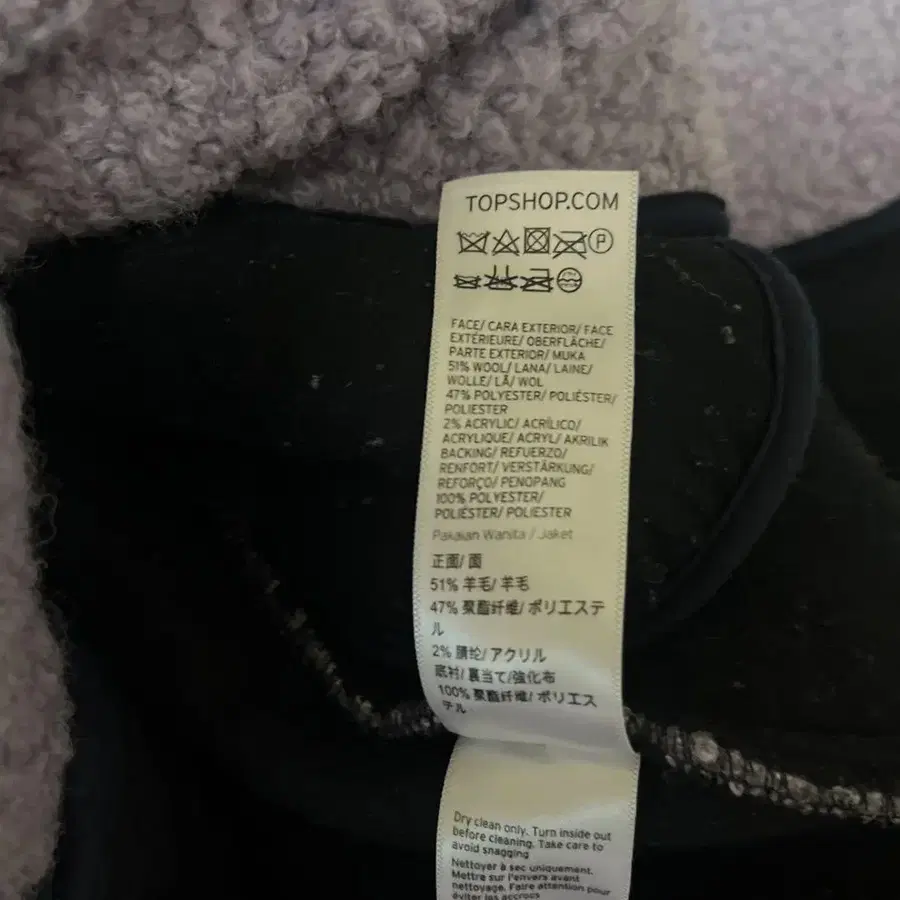 TOPSHOP.COM
P
FACE/ CARA EXTERIOR/ FACE
EXTÉRIEURE/ OBERFLÄCHE/
PARTE EXTERIOR/ MUKA
51% WOOL/ LANA/ LAINE/
WOLLE/ LÃ/ WOL
47% POLYESTER/ POLIÉSTER/
POLIESTER
2% ACRYLIC/ ACRÍLICO/
ACRYLIQUE/ ACRYL/ AKRILIK
BACKING/ REFUERZO/
RENFORT/ VERSTÄRKUNG/
REFORÇO/ PENOPANG
100% POLYESTER/
POLIÉSTER/ POLIESTER
Pakaian Wanita / Jaket
正面/ 面
51% 羊毛/ 羊毛
47% 聚酯纤维/ ポリエステ
ル
2% 腈纶/ アクリル
底衬/ 裏当て/強化布
100% 聚酯纤维/ ポリエス
テル
Dry clean only. Turn inside out
before cleaning. Take care to
avoid snagging
Nettoyer à sec uniquement.
Mettre sur l'envers avant
nettoyage. Faire attention pour
éviter les accrocs